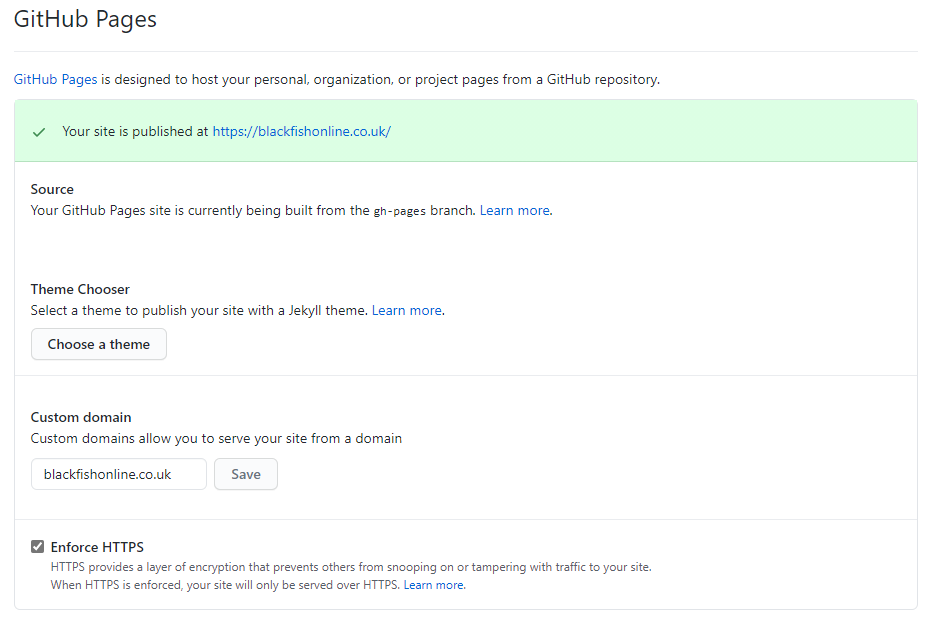 GitHub Pages
GitHub Pages is designed to host your personal, organization, or project pages from a GitHub repository.
Your site is published at https://blackfishonline.co.uk/
Source
Your GitHub Pages site is currently being built from the gh-pages branch. Learn more.
Theme Chooser
Select a theme to publish your site with a Jekyll theme. Learn more.
Choose a theme
Custom domain
Custom domains allow you to serve your site from a domain
blackfishonline.co.uk Save
Enforce HTTPS
HTTPS provides a layer of encryption that prevents others from snooping on or tampering with traffic to your site.
When HTTPS is enforced, your site will only be served over HTTPS. Learn more.